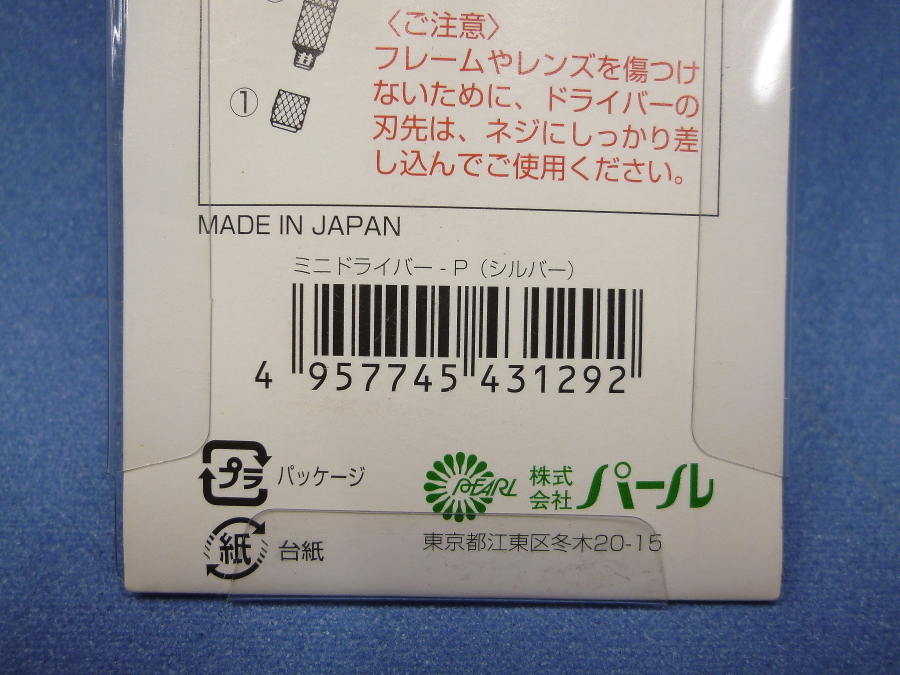 〈ご注意〉
フレームやレンズを傷つけ
ないために、ドライバーの
刃先は、ネジにしっかり差
し込んでご使用ください。
①
MADE IN JAPAN
ミニドライバー - P（シルバー）
4 957745 431292
プラ パッケージ
PEARL 株式会社 パール
紙 台紙
東京都江東区冬木20-15